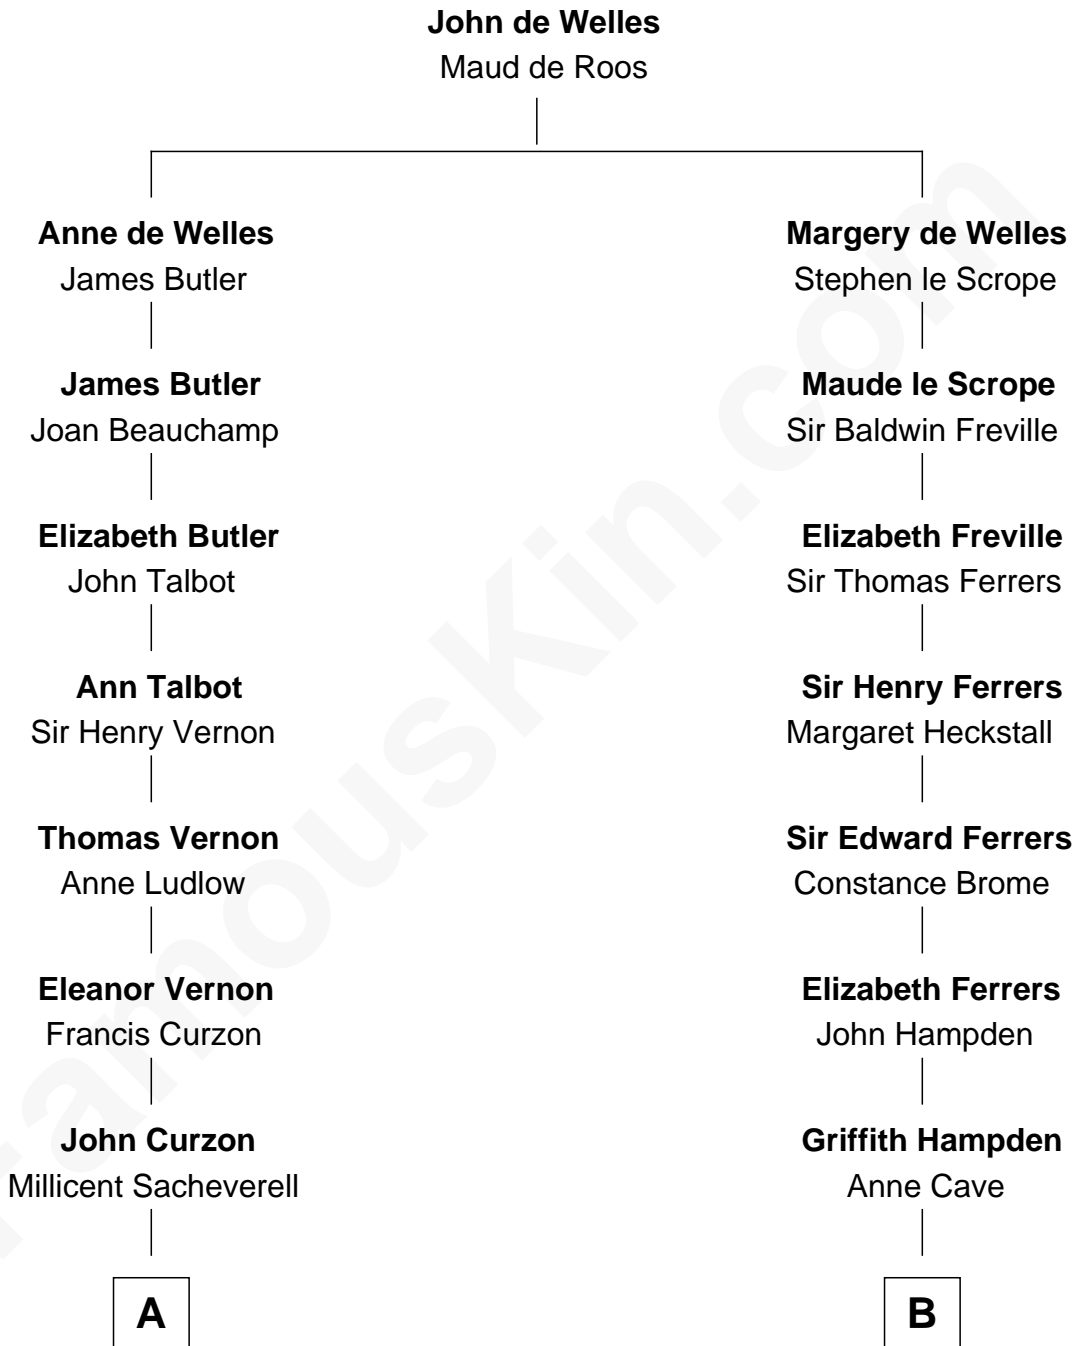 John de Welles
Maud de Roos
Anne de Welles
James Butler
Margery de Welles
Stephen le Scrope
James Butler
Joan Beauchamp
Maude le Scrope
Sir Baldwin Freville
Elizabeth Butler
John Talbot
Elizabeth Freville
Sir Thomas Ferrers
Ann Talbot
Sir Henry Vernon
Sir Henry Ferrers
Margaret Heckstall
Thomas Vernon
Anne Ludlow
Sir Edward Ferrers
Constance Brome
Eleanor Vernon
Francis Curzon
Elizabeth Ferrers
John Hampden
John Curzon
Millicent Sacheverell
Griffith Hampden
Anne Cave
A
B
FamousKin.com